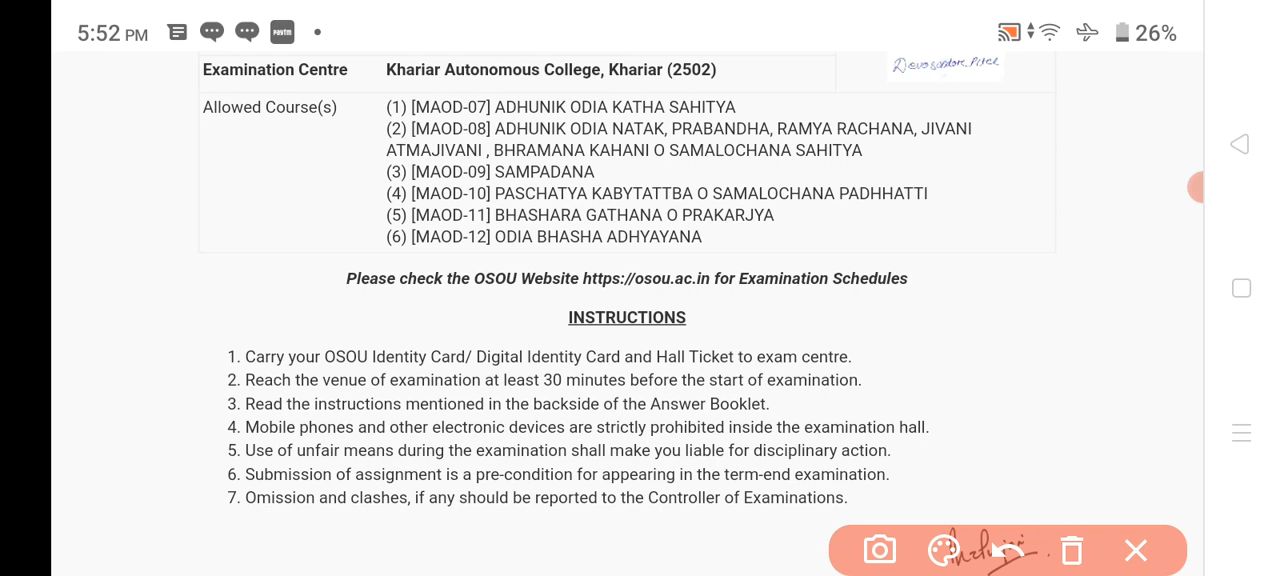 5:52 PM
paytm
26%
Examination Centre Khariar Autonomous College, Khariar (2502)
Allowed Course(s) (1) [MAOD-07] ADHUNIK ODIA KATHA SAHITYA
(2) [MAOD-08] ADHUNIK ODIA NATAK, PRABANDHA, RAMYA RACHANA, JIVANI
ATMAJIVANI , BHRAMANA KAHANI O SAMALOCHANA SAHITYA
(3) [MAOD-09] SAMPADANA
(4) [MAOD-10] PASCHATYA KABYTATTBA O SAMALOCHANA PADHHATTI
(5) [MAOD-11] BHASHARA GATHANA O PRAKARJYA
(6) [MAOD-12] ODIA BHASHA ADHYAYANA
Please check the OSOU Website https://osou.ac.in for Examination Schedules
INSTRUCTIONS
1. Carry your OSOU Identity Card/ Digital Identity Card and Hall Ticket to exam centre.
2. Reach the venue of examination at least 30 minutes before the start of examination.
3. Read the instructions mentioned in the backside of the Answer Booklet.
4. Mobile phones and other electronic devices are strictly prohibited inside the examination hall.
5. Use of unfair means during the examination shall make you liable for disciplinary action.
6. Submission of assignment is a pre-condition for appearing in the term-end examination.
7. Omission and clashes, if any should be reported to the Controller of Examinations.